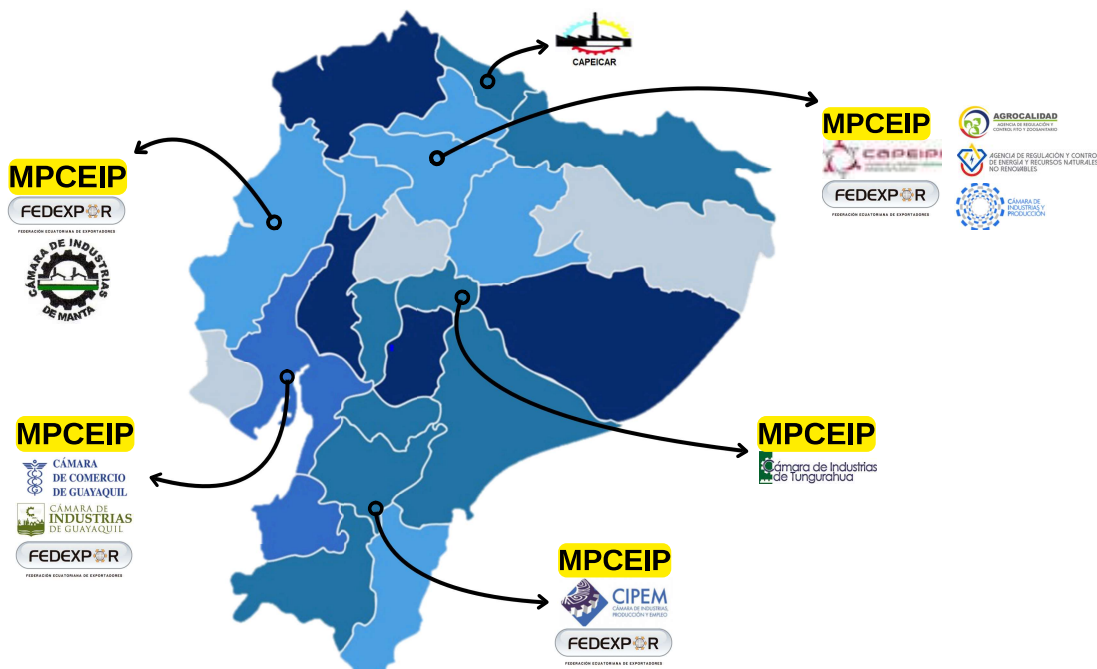 CAPEICAR
MPCEIP
CAPEIPI
FEDEXPOR
FEDERACIÓN ECUATORIANA DE EXPORTADORES
AGROCALIDAD
AGENCIA DE REGULACIÓN Y
CONTROL FITO Y ZOOSANITARIO
AGENCIA DE REGULACIÓN Y CONTRO
DE ENERGÍA Y RECURSOS NATURALES
NO RENOVABLES
CÁMARA DE
INDUSTRIAS Y
PRODUCCIÓN
MPCEIP
FEDEXPOR
FEDERACIÓN ECUATORIANA DE EXPORTADORES
CÁMARA DE INDUSTRIAS
DE MANTA
MPCEIP
CÁMARA
DE COMERCIO
DE GUAYAQUIL
CÁMARA DE
INDUSTRIAS
DE GUAYAQUIL
FEDEXPOR
FEDERACIÓN ECUATORIANA DE EXPORTADORES
MPCEIP
Cámara de Industrias
de Tungurahua
MPCEIP
CIPEM
CÁMARA DE INDUSTRIAS,
PRODUCCIÓN Y EMPLEO
FEDEXPOR
FEDERACIÓN ECUATORIANA DE EXPORTADORES